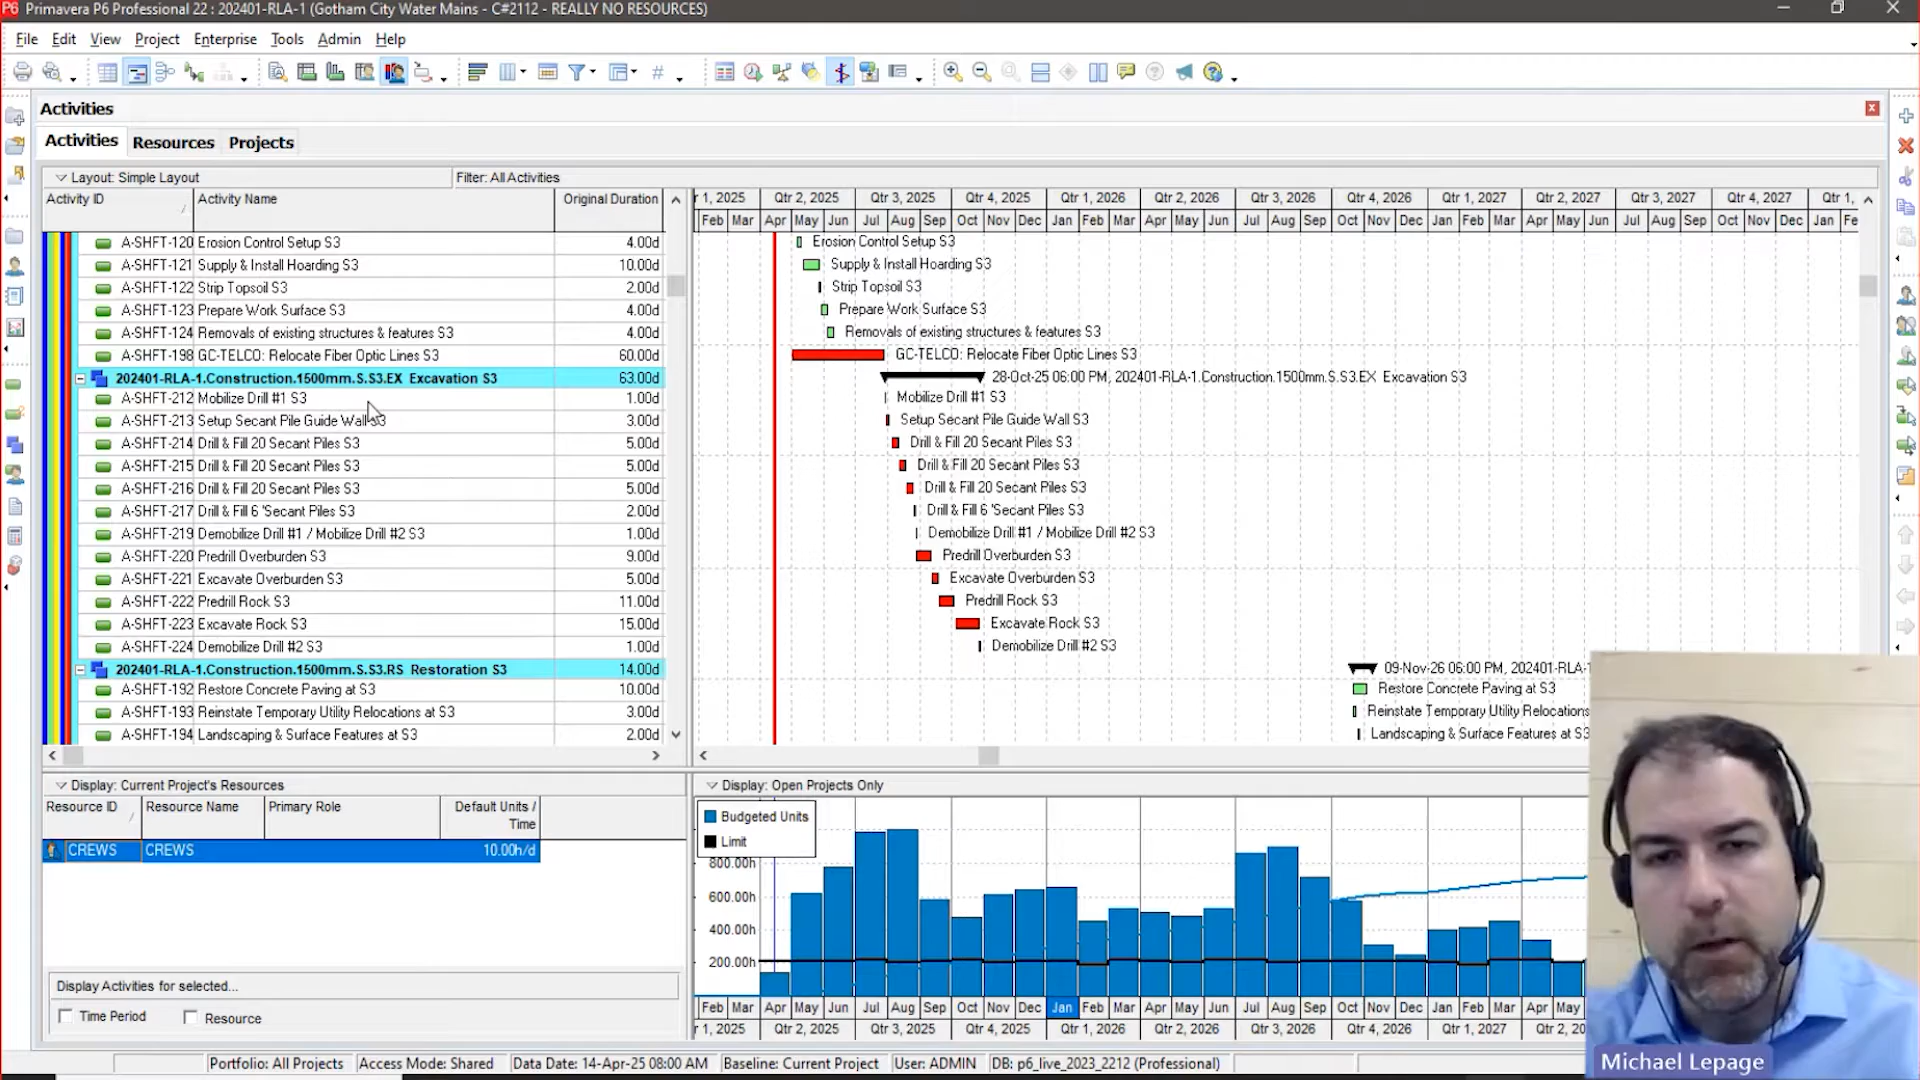 P6 Primavera P6 Professional 22 : 202401-RLA-1 (Gotham City Water Mains - C#2112 - REALLY NO RESOURCES)
File Edit View Project Enterprise Tools Admin Help
Activities
Activities Resources Projects
Layout: Simple Layout Filter: All Activities
Activity ID Activity Name Original Duration
r 1, 2025 Qtr 2, 2025 Qtr 3, 2025 Qtr 4, 2025 Qtr 1, 2026 Qtr 2, 2026 Qtr 3, 2026 Qtr 4, 2026 Qtr 1, 2027 Qtr 2, 2027 Qtr 3, 2027 Qtr 4, 2027 Qtr 1,
Feb Mar Apr May Jun Jul Aug Sep Oct Nov Dec Jan Feb Mar Apr May Jun Jul Aug Sep Oct Nov Dec Jan Feb Mar Apr May Jun Jul Aug Sep Oct Nov Dec Jan Fe
A-SHFT-120 Erosion Control Setup S3 4.00d Erosion Control Setup S3
A-SHFT-121 Supply & Install Hoarding S3 10.00d Supply & Install Hoarding S3
A-SHFT-122 Strip Topsoil S3 2.00d Strip Topsoil S3
A-SHFT-123 Prepare Work Surface S3 4.00d Prepare Work Surface S3
A-SHFT-124 Removals of existing structures & features S3 4.00d Removals of existing structures & features S3
A-SHFT-198 GC-TELCO: Relocate Fiber Optic Lines S3 60.00d GC-TELCO: Relocate Fiber Optic Lines S3
202401-RLA-1.Construction.1500mm.S.S3.EX Excavation S3 63.00d 28-Oct-25 06:00 PM, 202401-RLA-1.Construction.1500mm.S.S3.EX Excavation S3
A-SHFT-212 Mobilize Drill #1 S3 1.00d Mobilize Drill #1 S3
A-SHFT-213 Setup Secant Pile Guide Wall S3 3.00d Setup Secant Pile Guide Wall S3
A-SHFT-214 Drill & Fill 20 Secant Piles S3 5.00d Drill & Fill 20 Secant Piles S3
A-SHFT-215 Drill & Fill 20 Secant Piles S3 5.00d Drill & Fill 20 Secant Piles S3
A-SHFT-216 Drill & Fill 20 Secant Piles S3 5.00d Drill & Fill 20 Secant Piles S3
A-SHFT-217 Drill & Fill 6 'Secant Piles S3 2.00d Drill & Fill 6 'Secant Piles S3
A-SHFT-219 Demobilize Drill #1 / Mobilize Drill #2 S3 1.00d Demobilize Drill #1 / Mobilize Drill #2 S3
A-SHFT-220 Predrill Overburden S3 9.00d Predrill Overburden S3
A-SHFT-221 Excavate Overburden S3 5.00d Excavate Overburden S3
A-SHFT-222 Predrill Rock S3 11.00d Predrill Rock S3
A-SHFT-223 Excavate Rock S3 15.00d Excavate Rock S3
A-SHFT-224 Demobilize Drill #2 S3 1.00d Demobilize Drill #2 S3
202401-RLA-1.Construction.1500mm.S.S3.RS Restoration S3 14.00d 09-Nov-26 06:00 PM, 202401-RLA-1
A-SHFT-192 Restore Concrete Paving at S3 10.00d Restore Concrete Paving at S3
A-SHFT-193 Reinstate Temporary Utility Relocations at S3 3.00d Reinstate Temporary Utility Relocations
A-SHFT-194 Landscaping & Surface Features at S3 2.00d Landscaping & Surface Features at S3
Display: Current Project's Resources Display: Open Projects Only
Resource ID Resource Name Primary Role Default Units / Time
CREWS CREWS 10.00h/d
Budgeted Units
Limit
800.00h
600.00h
400.00h
200.00h
Display Activities for selected...
Time Period Resource
Feb Mar Apr May Jun Jul Aug Sep Oct Nov Dec Jan Feb Mar Apr May Jun Jul Aug Sep Oct Nov Dec Jan Feb Mar Apr May
r 1, 2025 Qtr 2, 2025 Qtr 3, 2025 Qtr 4, 2025 Qtr 1, 2026 Qtr 2, 2026 Qtr 3, 2026 Qtr 4, 2026 Qtr 1, 2027 Qtr 2, 20
Portfolio: All Projects Access Mode: Shared Data Date: 14-Apr-25 08:00 AM Baseline: Current Project User: ADMIN DB: p6_live_2023_2212 (Professional)
Michael Lepage